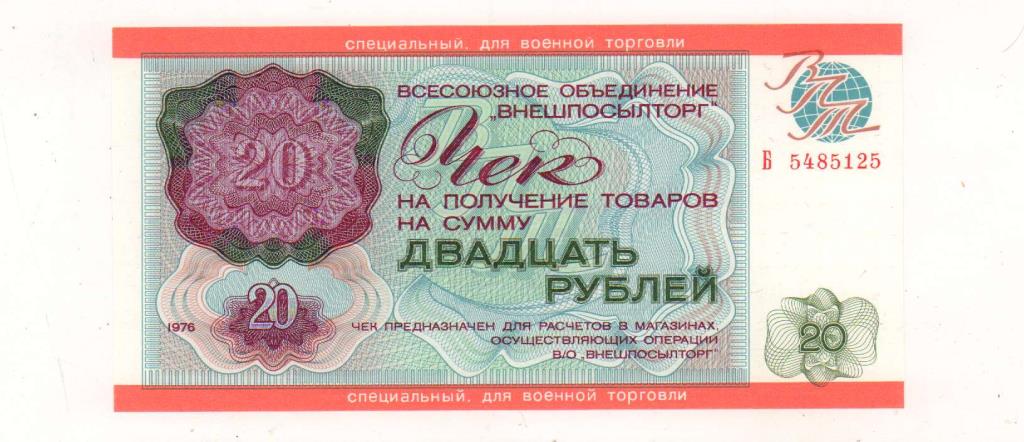 специальный. для военной торговли
ВСЕСОЮЗНОЕ ОБЪЕДИНЕНИЕ
„ВНЕШПОСЫЛТОРГ"
Чек
НА ПОЛУЧЕНИЕ ТОВАРОВ
НА СУММУ
ДВАДЦАТЬ
РУБЛЕЙ
20
20
1976
ЧЕК ПРЕДНАЗНАЧЕН ДЛЯ РАСЧЕТОВ В МАГАЗИНАХ,
ОСУЩЕСТВЛЯЮЩИХ ОПЕРАЦИИ
В/О „ВНЕШПОСЫЛТОРГ"
ВПТ
Б 5485125
20
специальный. для военной торговли